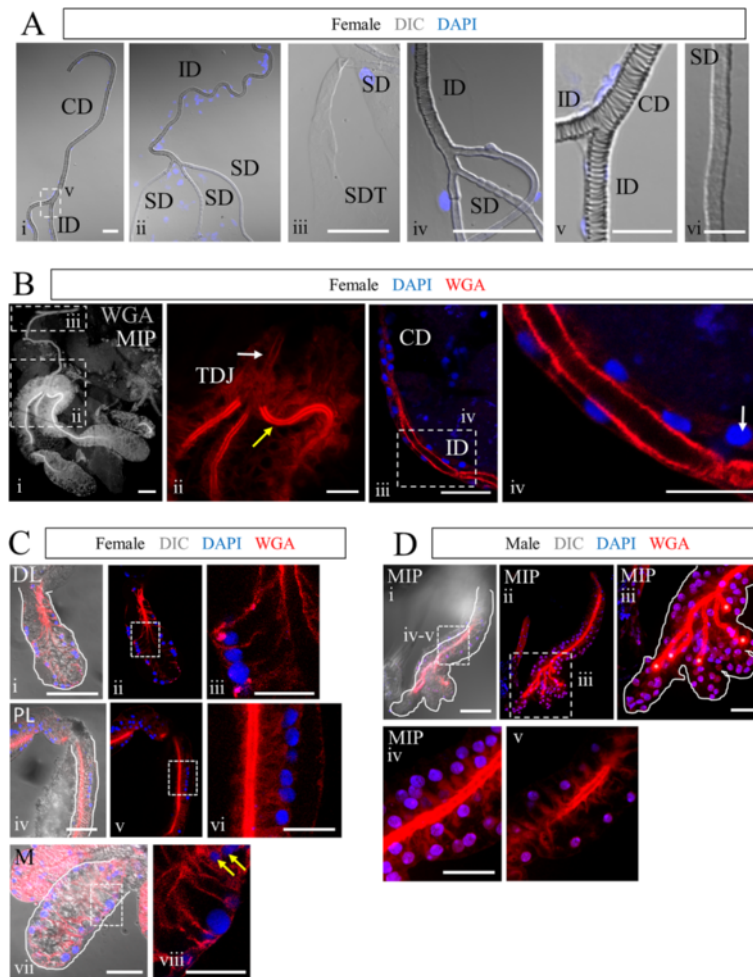 A Female DIC DAPI
CD
v
ID
i
ID
SD
SD
SD
ii
SD
SDT
iii
ID
SD
iv
ID
CD
ID
v
SD
vi
B Female DAPI WGA
WGA
MIP
iii
ii
i
TDJ
ii
CD
iv
ID
iii
iv
C Female DIC DAPI WGA
DL
i
ii
iii
PL
iv
v
vi
M
vii
viii
D Male DIC DAPI WGA
MIP
i
iv-v
ii
iii
MIP
iii
MIP
iv
v